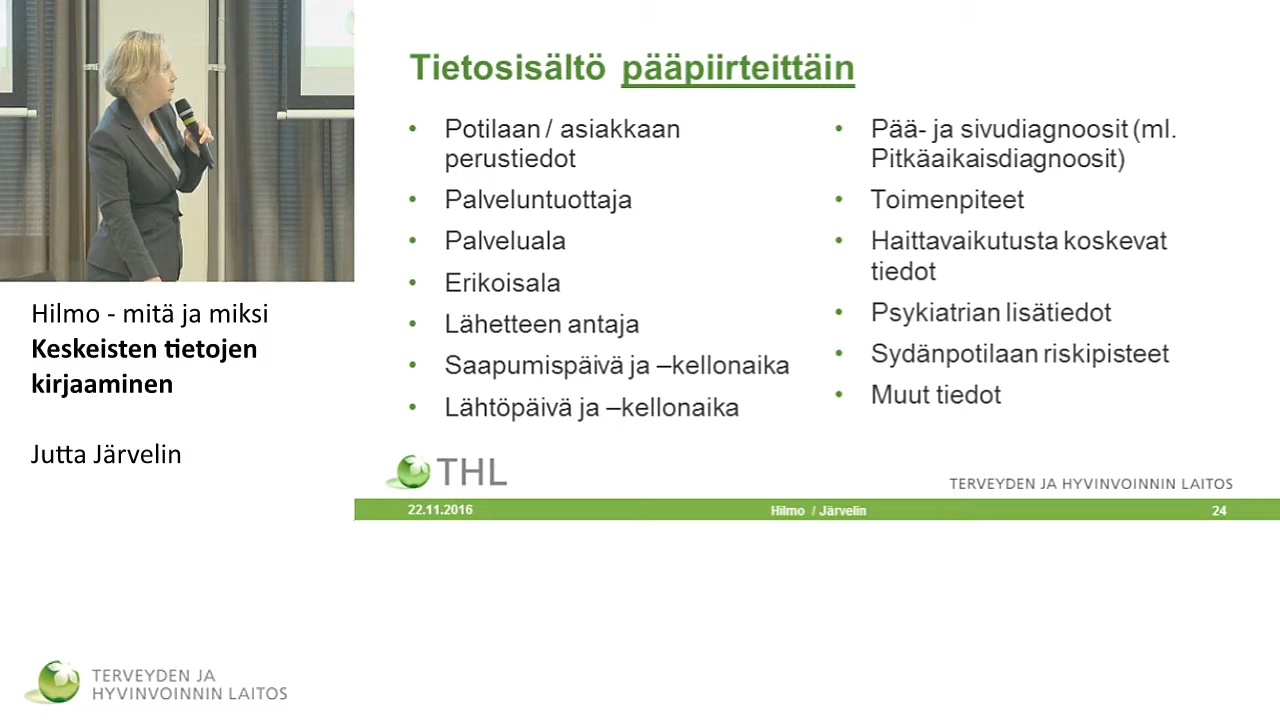 Tietosisältö pääpiirteittäin
• Potilaan / asiakkaan
perustiedot
• Palveluntuottaja
• Palveluala
• Erikoisala
• Lähetteen antaja
• Saapumispäivä ja –kellonaika
• Lähtöpäivä ja –kellonaika
• Pää- ja sivudiagnoosit (ml.
Pitkäaikaisdiagnoosit)
• Toimenpiteet
• Haittavaikutusta koskevat
tiedot
• Psykiatrian lisätiedot
• Sydänpotilaan riskipisteet
• Muut tiedot
THL
TERVEYDEN JA HYVINVOINNIN LAITOS
22.11.2016
Hilmo / Järvelin
24
Hilmo - mitä ja miksi
Keskeisten tietojen
kirjaaminen
Jutta Järvelin
TERVEYDEN JA
HYVINVOINNIN LAITOS